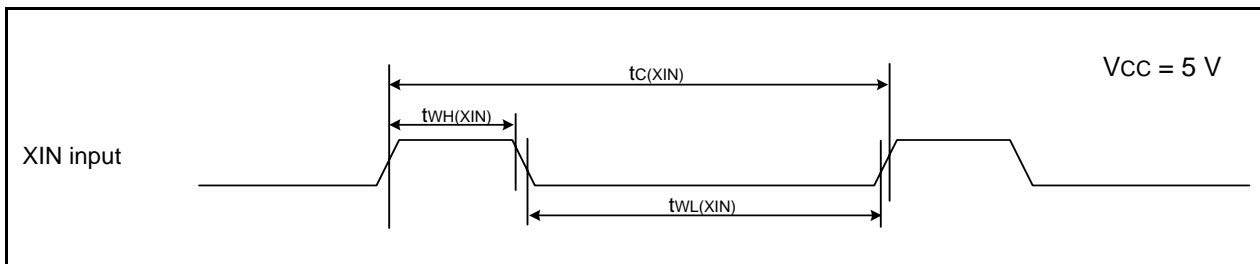 VCC = 5 V
tC(XIN)
tWH(XIN)
XIN input
tWL(XIN)